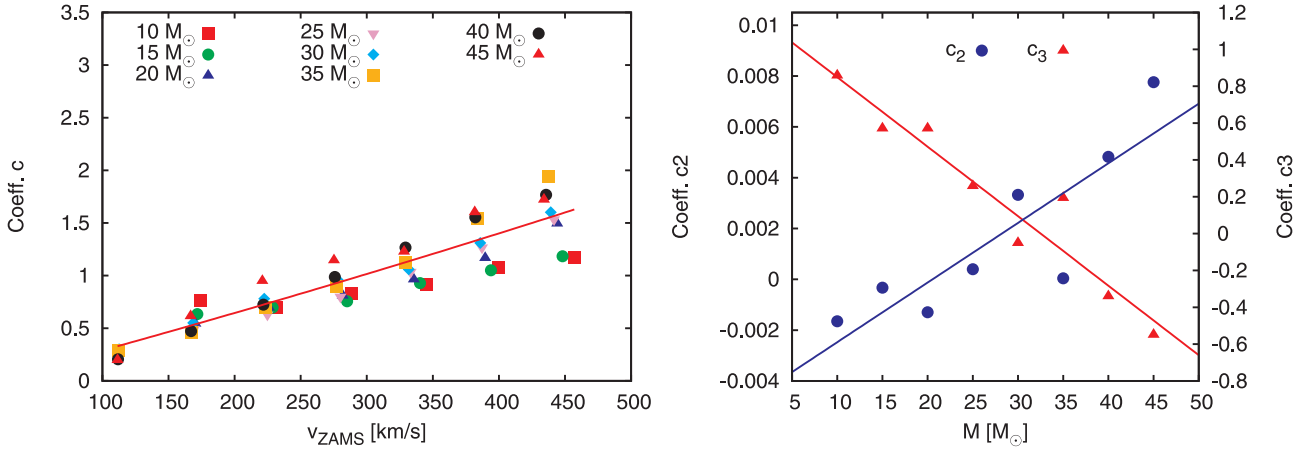 3.5
3
2.5
2
1.5
1
0.5
0
Coeff. c
10 M☉
15 M☉
20 M☉
25 M☉
30 M☉
35 M☉
40 M☉
45 M☉
100 150 200 250 300 350 400 450 500
vZAMS [km/s]
0.01
0.008
0.006
0.004
0.002
0
-0.002
-0.004
Coeff. c2
c2 c3
1.2
1
0.8
0.6
0.4
0.2
0
-0.2
-0.4
-0.6
-0.8
Coeff. c3
5 10 15 20 25 30 35 40 45 50
M [M☉]